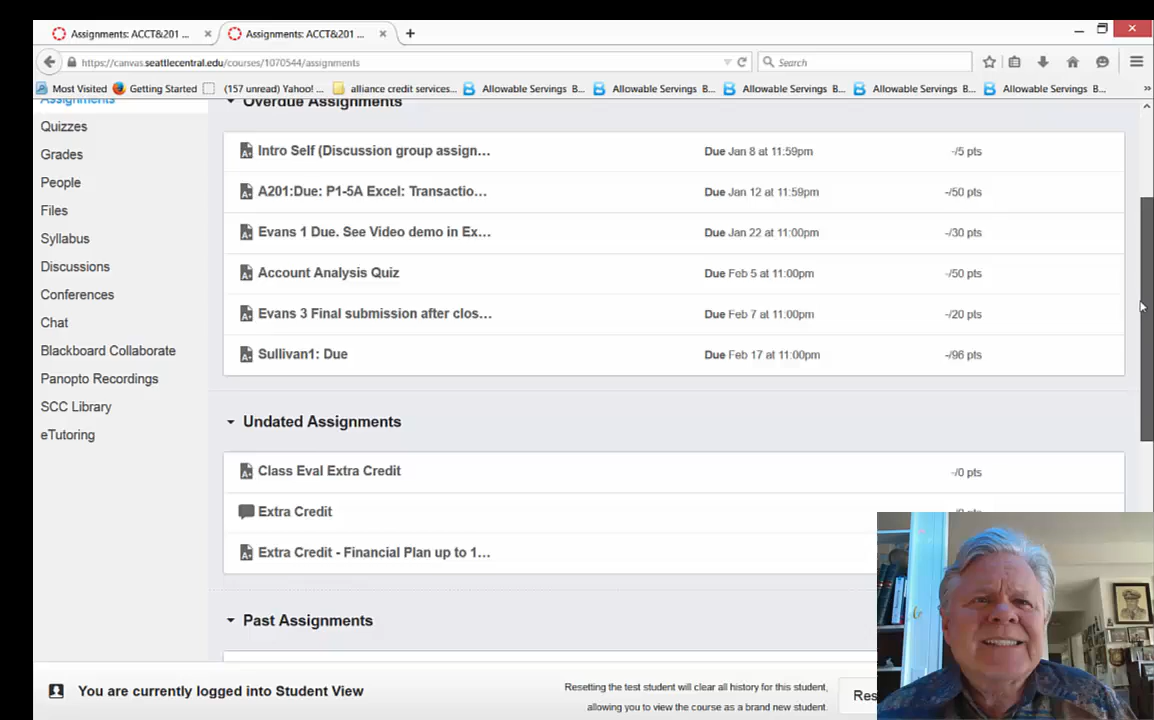 Assignments: ACCT&201 ... ×
Assignments: ACCT&201 ... ×
https://canvas.seattlecentral.edu/courses/1070544/assignments
Search
Most Visited
Getting Started
(157 unread) Yahoo! ...
alliance credit services...
Allowable Servings B...
Allowable Servings B...
Allowable Servings B...
Allowable Servings B...
Allowable Servings B...
Assignments
Quizzes
Grades
People
Files
Syllabus
Discussions
Conferences
Chat
Blackboard Collaborate
Panopto Recordings
SCC Library
eTutoring
Overdue Assignments
Intro Self (Discussion group assign... Due Jan 8 at 11:59pm -/5 pts
A201:Due: P1-5A Excel: Transactio... Due Jan 12 at 11:59pm -/50 pts
Evans 1 Due. See Video demo in Ex... Due Jan 22 at 11:00pm -/30 pts
Account Analysis Quiz Due Feb 5 at 11:00pm -/50 pts
Evans 3 Final submission after clos... Due Feb 7 at 11:00pm -/20 pts
Sullivan1: Due Due Feb 17 at 11:00pm -/96 pts
Undated Assignments
Class Eval Extra Credit -/0 pts
Extra Credit
Extra Credit - Financial Plan up to 1...
Past Assignments
You are currently logged into Student View
Resetting the test student will clear all history for this student,
allowing you to view the course as a brand new student.
Res